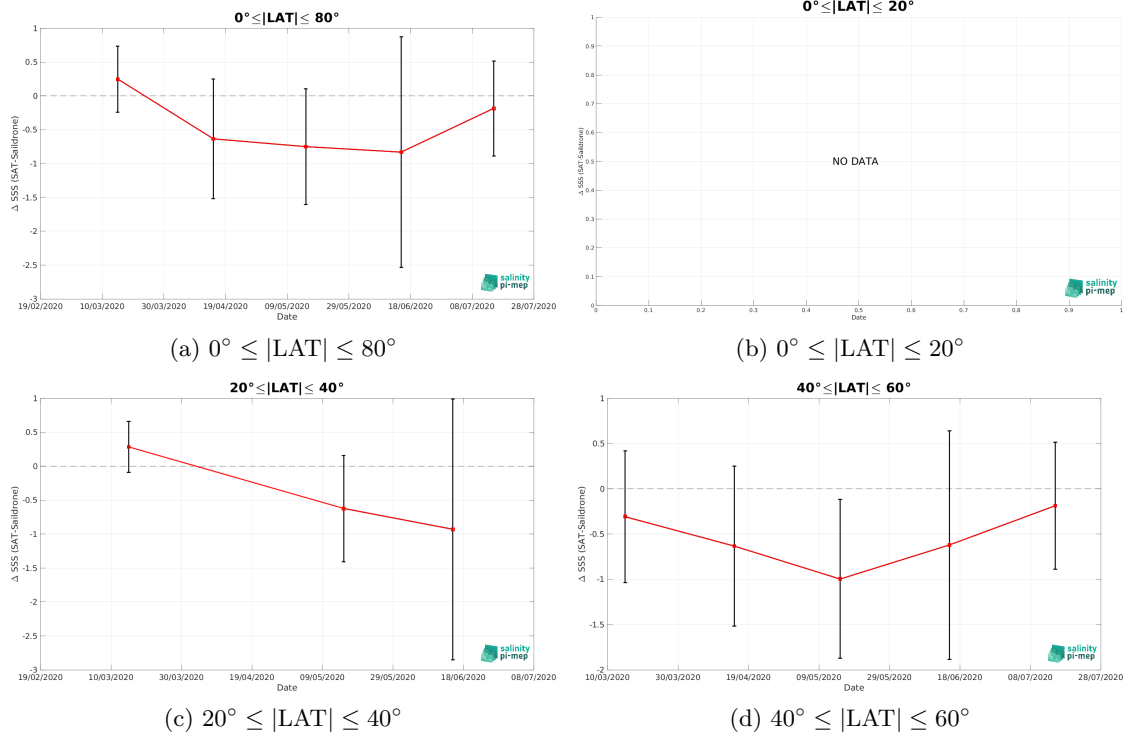 0°≤|LAT|≤ 80°
1
0.5
0
-0.5
-1
-1.5
-2
-2.5
-3
Δ SSS (SAT-Saildrone)
19/02/2020 10/03/2020 30/03/2020 19/04/2020 09/05/2020 29/05/2020 18/06/2020 08/07/2020 28/07/2020
Date
salinity
pi-mep
(a) 0° ≤ |LAT| ≤ 80°
0°≤|LAT|≤ 20°
1
0.9
0.8
0.7
0.6
0.5
0.4
0.3
0.2
0.1
0
Δ SSS (SAT-Saildrone)
NO DATA
0 0.1 0.2 0.3 0.4 0.5 0.6 0.7 0.8 0.9 1
Date
salinity
pi-mep
(b) 0° ≤ |LAT| ≤ 20°
20°≤|LAT|≤ 40°
1
0.5
0
-0.5
-1
-1.5
-2
-2.5
-3
Δ SSS (SAT-Saildrone)
19/02/2020 10/03/2020 30/03/2020 19/04/2020 09/05/2020 29/05/2020 18/06/2020 08/07/2020
Date
salinity
pi-mep
(c) 20° ≤ |LAT| ≤ 40°
40°≤|LAT|≤ 60°
1
0.5
0
-0.5
-1
-1.5
-2
Δ SSS (SAT-Saildrone)
10/03/2020 30/03/2020 19/04/2020 09/05/2020 29/05/2020 18/06/2020 08/07/2020 28/07/2020
Date
salinity
pi-mep
(d) 40° ≤ |LAT| ≤ 60°